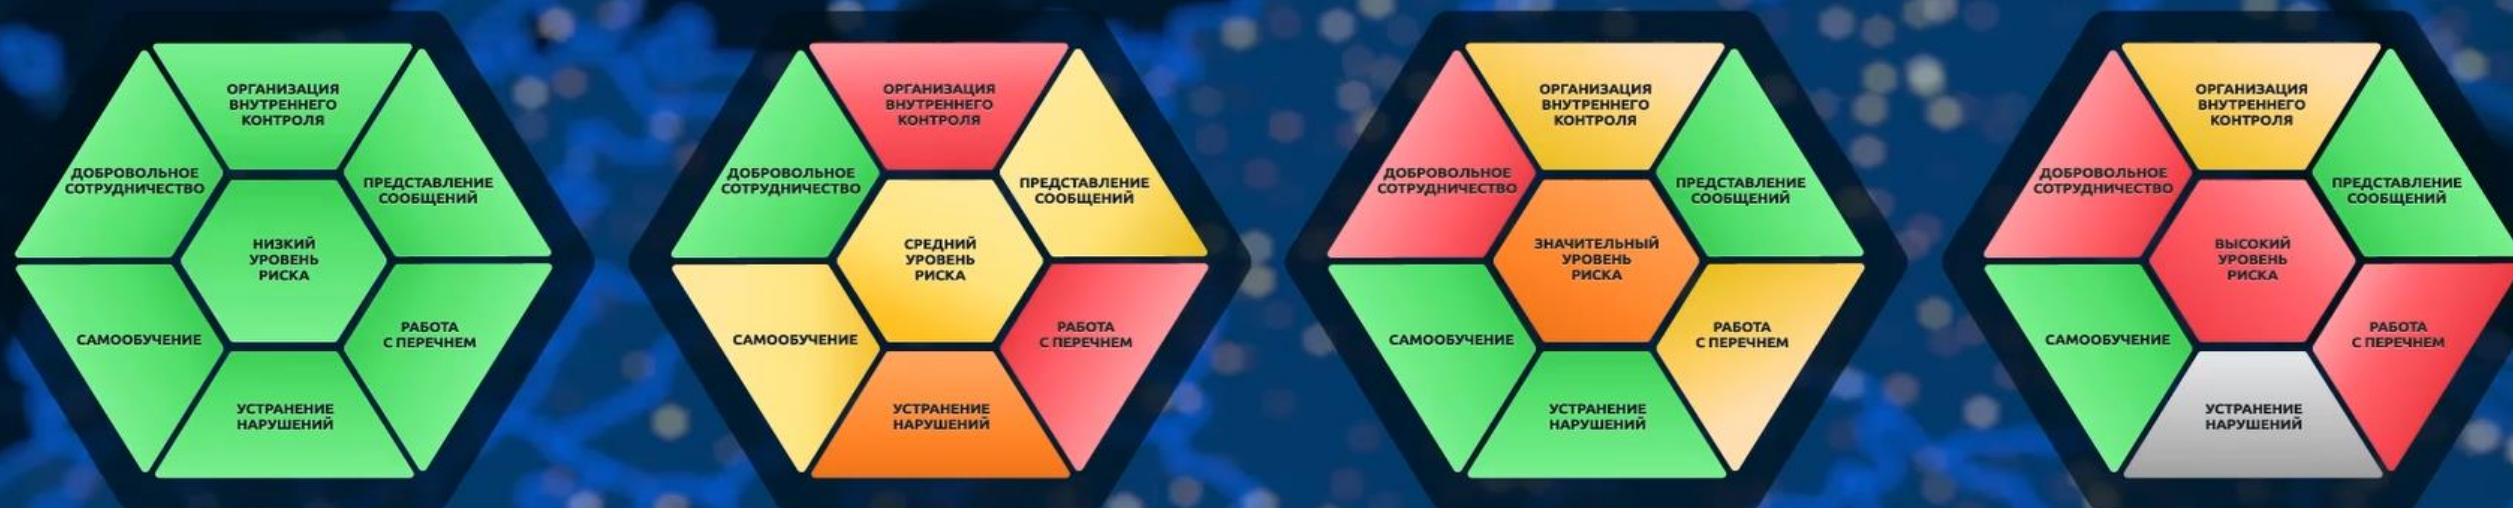 ОРГАНИЗАЦИЯ
ВНУТРЕННЕГО
КОНТРОЛЯ
ДОБРОВОЛЬНОЕ
СОТРУДНИЧЕСТВО
ПРЕДСТАВЛЕНИЕ
СООБЩЕНИЙ
НИЗКИЙ
УРОВЕНЬ
РИСКА
САМООБУЧЕНИЕ
РАБОТА
С ПЕРЕЧНЕМ
УСТРАНЕНИЕ
НАРУШЕНИЙ
ОРГАНИЗАЦИЯ
ВНУТРЕННЕГО
КОНТРОЛЯ
ДОБРОВОЛЬНОЕ
СОТРУДНИЧЕСТВО
ПРЕДСТАВЛЕНИЕ
СООБЩЕНИЙ
СРЕДНИЙ
УРОВЕНЬ
РИСКА
САМООБУЧЕНИЕ
РАБОТА
С ПЕРЕЧНЕМ
УСТРАНЕНИЕ
НАРУШЕНИЙ
ОРГАНИЗАЦИЯ
ВНУТРЕННЕГО
КОНТРОЛЯ
ДОБРОВОЛЬНОЕ
СОТРУДНИЧЕСТВО
ПРЕДСТАВЛЕНИЕ
СООБЩЕНИЙ
ЗНАЧИТЕЛЬНЫЙ
УРОВЕНЬ
РИСКА
САМООБУЧЕНИЕ
РАБОТА
С ПЕРЕЧНЕМ
УСТРАНЕНИЕ
НАРУШЕНИЙ
ОРГАНИЗАЦИЯ
ВНУТРЕННЕГО
КОНТРОЛЯ
ДОБРОВОЛЬНОЕ
СОТРУДНИЧЕСТВО
ПРЕДСТАВЛЕНИЕ
СООБЩЕНИЙ
ВЫСОКИЙ
УРОВЕНЬ
РИСКА
САМООБУЧЕНИЕ
РАБОТА
С ПЕРЕЧНЕМ
УСТРАНЕНИЕ
НАРУШЕНИЙ